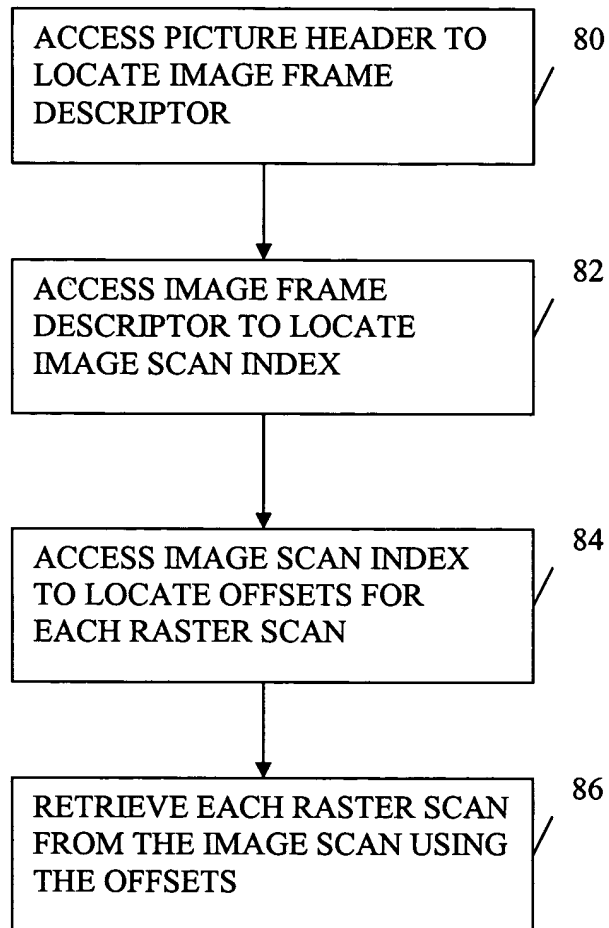 ACCESS PICTURE HEADER TO
LOCATE IMAGE FRAME
DESCRIPTOR
80
ACCESS IMAGE FRAME
DESCRIPTOR TO LOCATE
IMAGE SCAN INDEX
82
ACCESS IMAGE SCAN INDEX
TO LOCATE OFFSETS FOR
EACH RASTER SCAN
84
RETRIEVE EACH RASTER SCAN
FROM THE IMAGE SCAN USING
THE OFFSETS
86